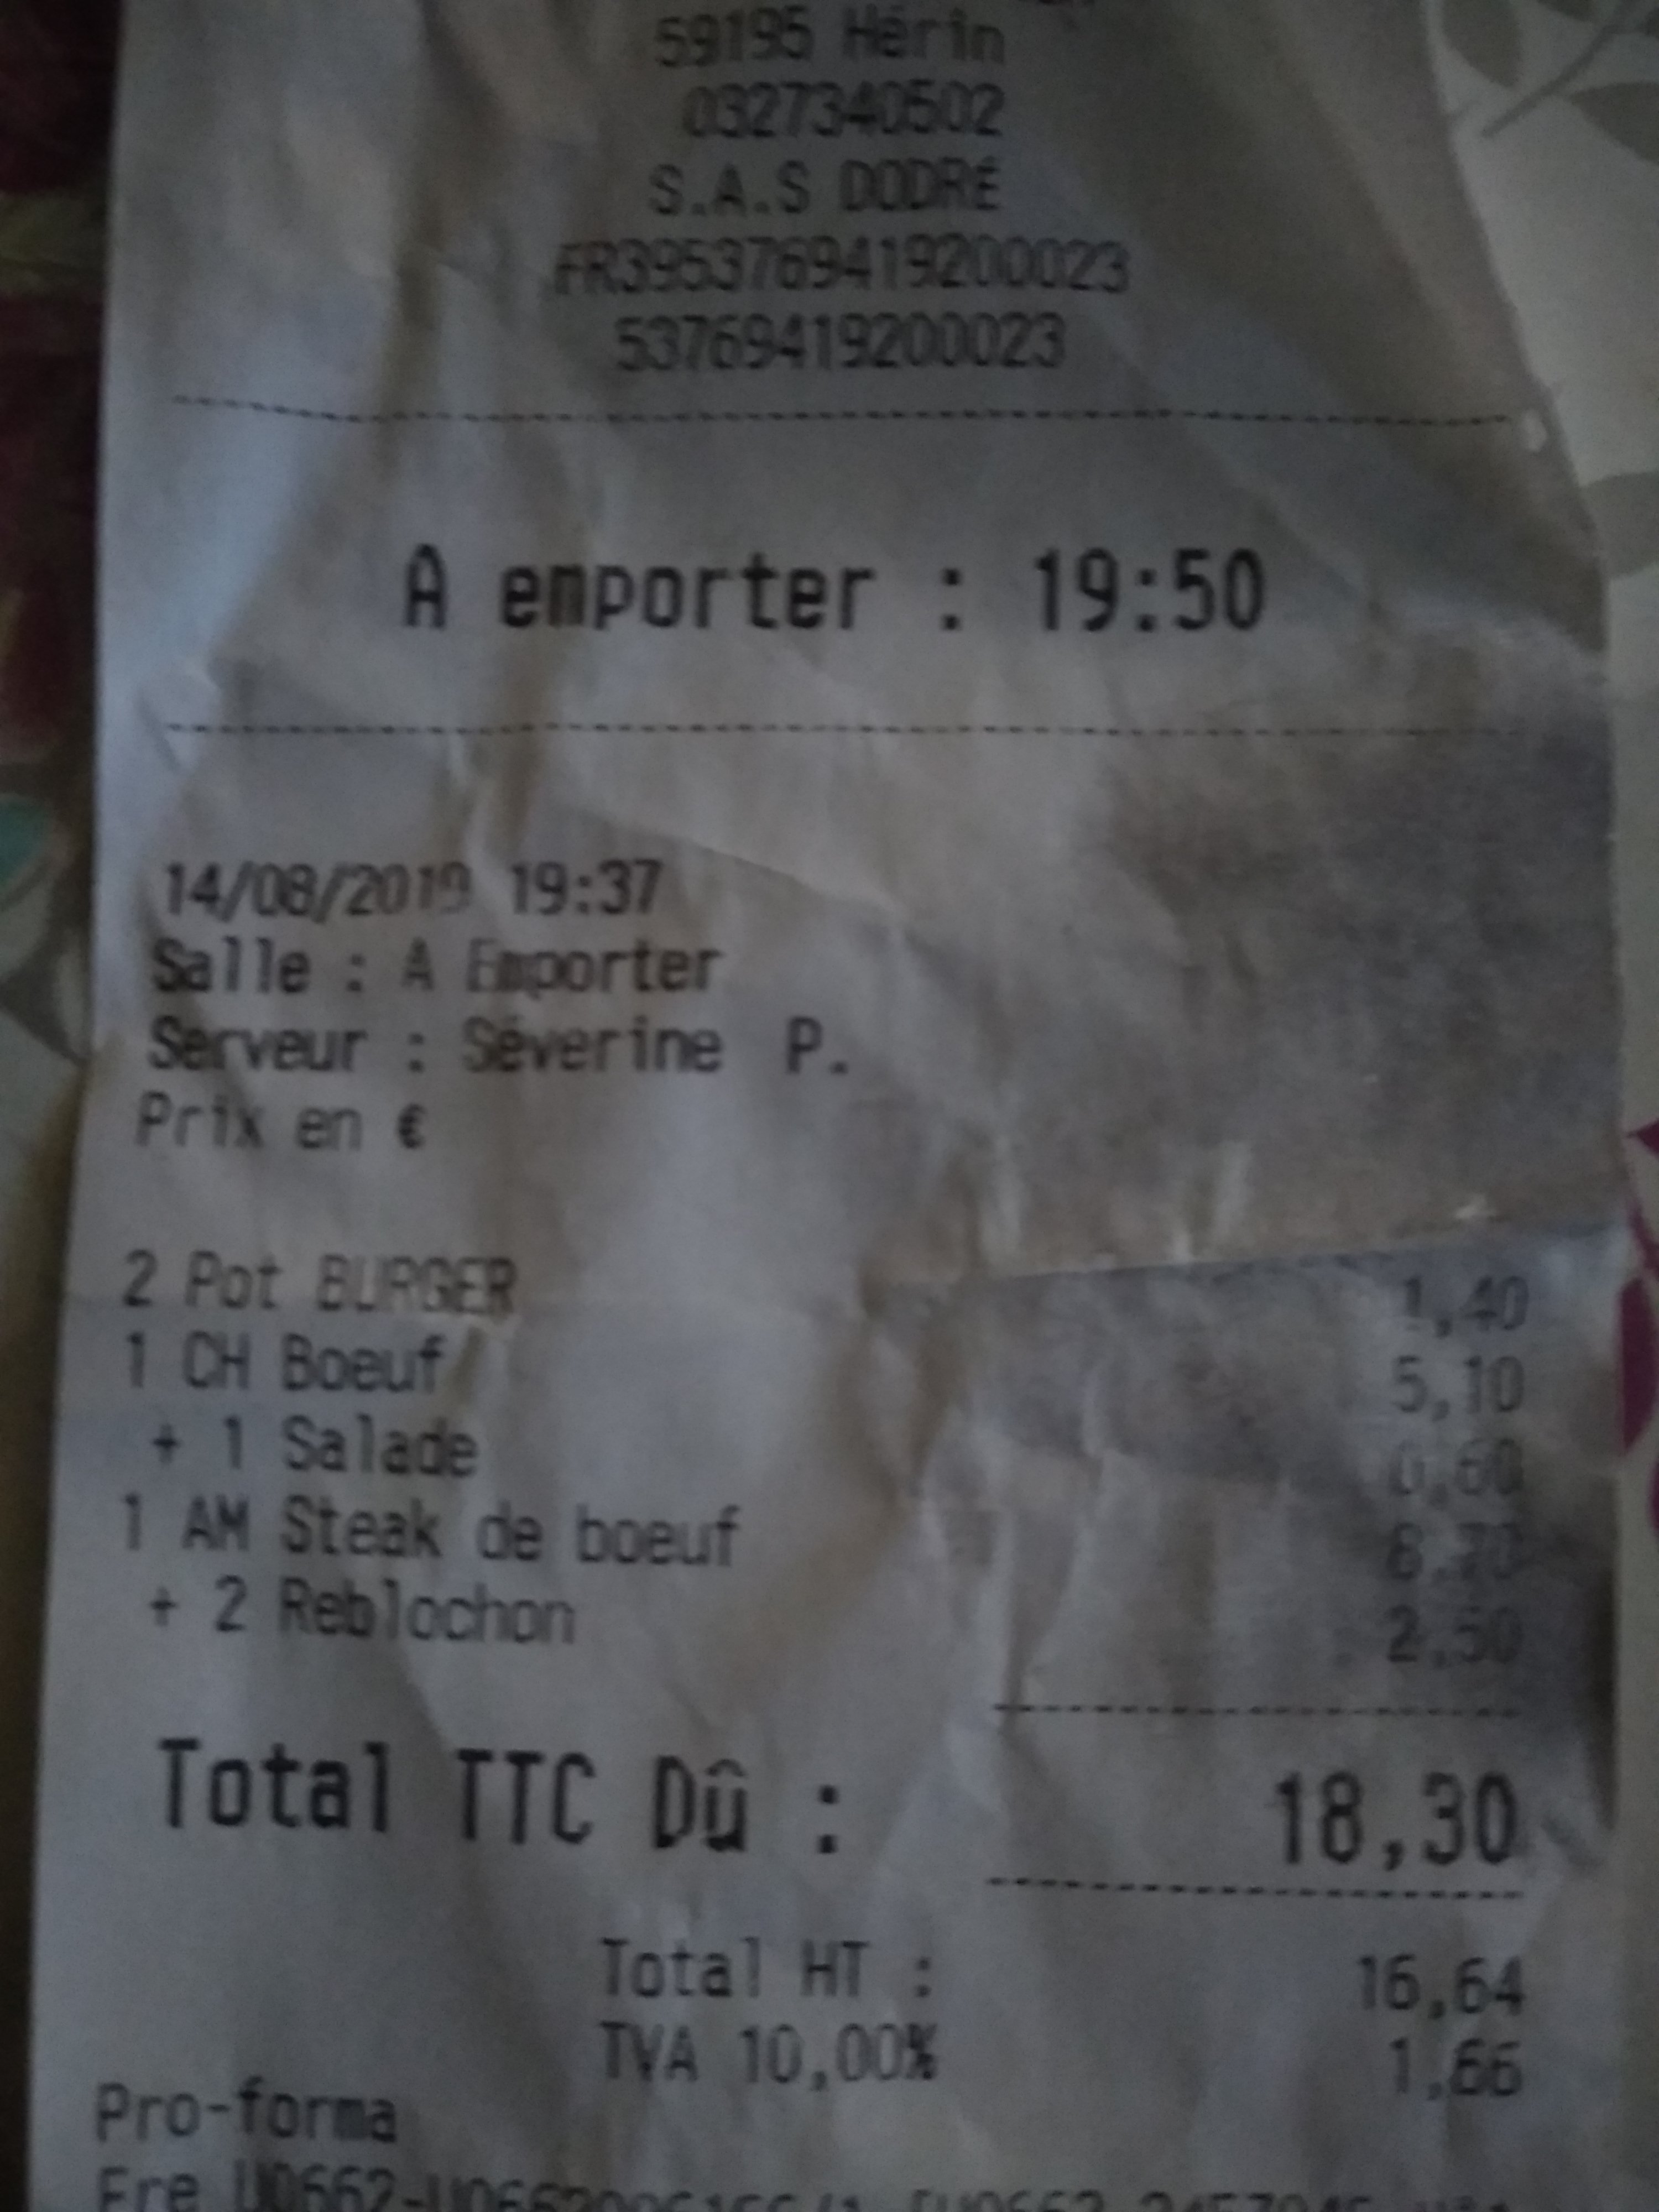 59195 Hérin
0327340502
S.A.S DODRÉ
FR3953769419200023
53769419200023
A emporter : 19:50
14/08/2019 19:37
Salle : A Emporter
Serveur : Séverine P.
Prix en €
2 Pot BURGER 1,40
1 CH Boeuf 5,10
+ 1 Salade 0,60
1 AM Steak de boeuf 8,70
+ 2 Reblochon 2,50
Total TTC Dû : 18,30
Total HT : 16,64
TVA 10,00% 1,66
Pro-forma